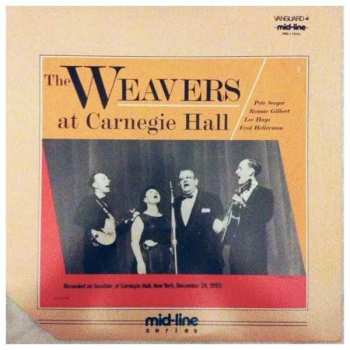 VANGUARD
mid-line
The WEAVERS
at Carnegie Hall
Pete Seeger
Ronnie Gilbert
Lee Hays
Fred Hellerman
Recorded on location at Carnegie Hall, New York, December 24, 1955
mid-line
series